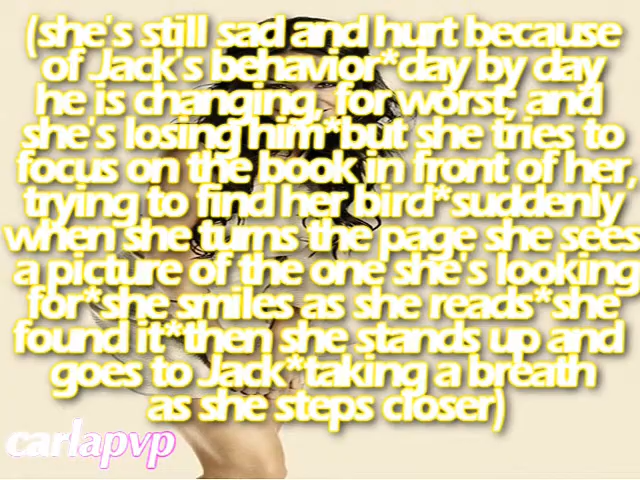 (she's still sad and hurt because
of Jack's behavior*day by day
he is changing, for worst, and
she's losing him*but she tries to
focus on the book in front of her,
trying to find her bird*suddenly
when she turns the page she sees
a picture of the one she's looking
for*she smiles as she reads*she
found it*then she stands up and
goes to Jack*taking a breath
as she steps closer)
carlapvp